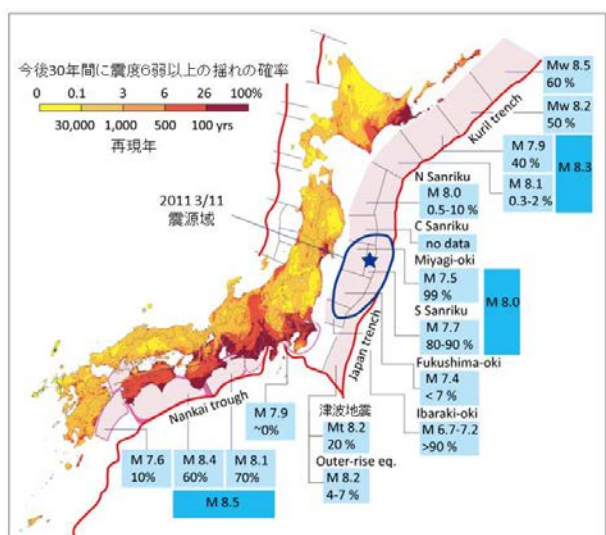 今後30年間に震度6弱以上の揺れの確率
0 0.1 3 6 26 100%
30,000 1,000 500 100 yrs
再現年
2011 3/11
震源域
Mw 8.5
60 %
Mw 8.2
50 %
Kuril trench
M 7.9
40 %
M 8.1
0.3-2 %
M 8.3
N Sanriku
M 8.0
0.5-10 %
C Sanriku
no data
Miyagi-oki
M 7.5
99 %
S Sanriku
M 7.7
80-90 %
M 8.0
Fukushima-oki
M 7.4
< 7 %
Ibaraki-oki
M 6.7-7.2
>90 %
Japan trench
津波地震
Mt 8.2
20 %
Outer-rise eq.
M 8.2
4-7 %
Nankai trough
M 7.9
~0%
M 7.6
10%
M 8.4
60%
M 8.1
70%
M 8.5